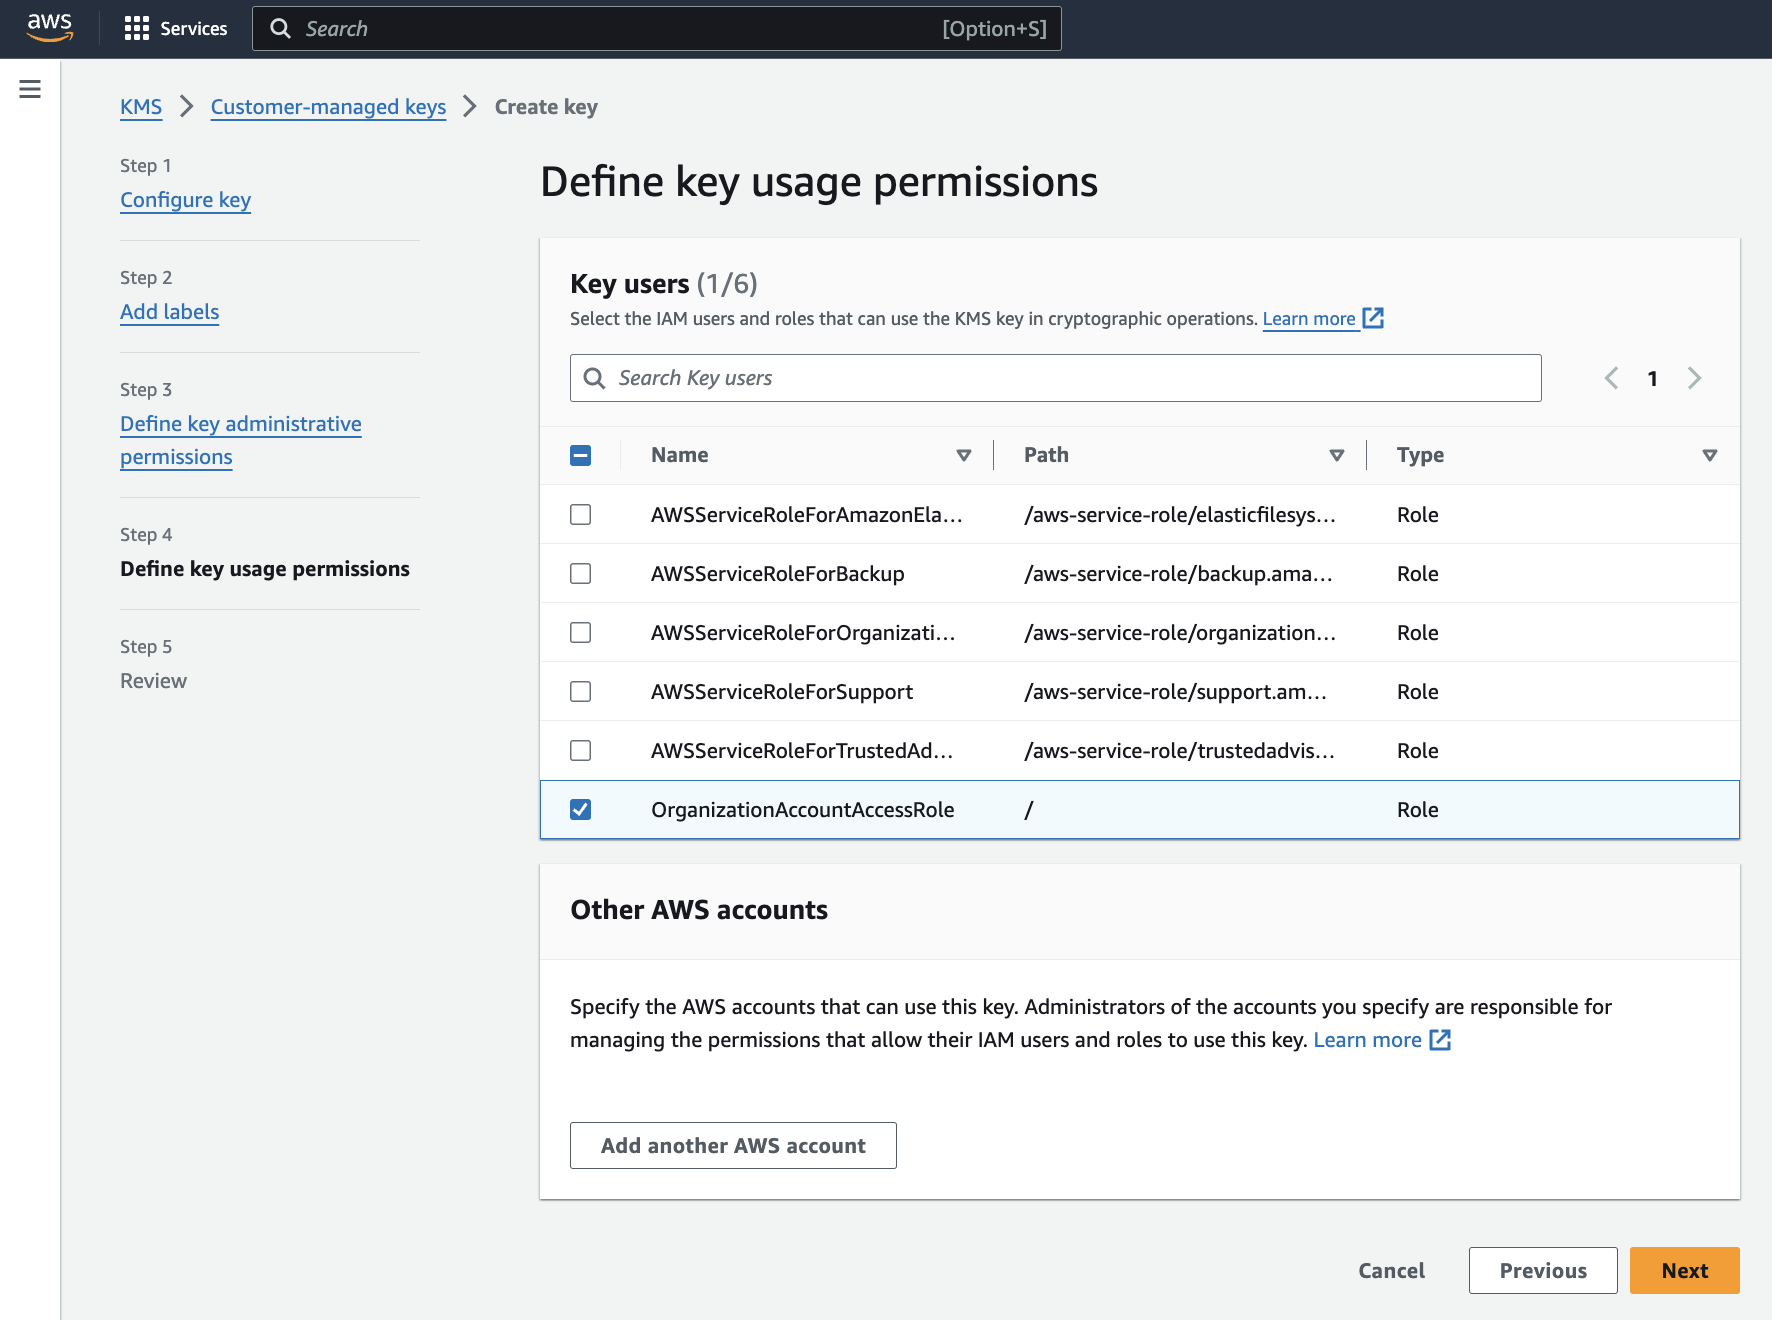 aws
Services
Search
[Option+S]
KMS
Customer-managed keys
Create key
Step 1
Configure key
Step 2
Add labels
Step 3
Define key administrative
permissions
Step 4
Define key usage permissions
Step 5
Review
Define key usage permissions
Key users (1/6)
Select the IAM users and roles that can use the KMS key in cryptographic operations. Learn more
Search Key users
1
Name Path Type
AWSServiceRoleForAmazonEla... /aws-service-role/elasticfilesys... Role
AWSServiceRoleForBackup /aws-service-role/backup.ama... Role
AWSServiceRoleForOrganizati... /aws-service-role/organization... Role
AWSServiceRoleForSupport /aws-service-role/support.am... Role
AWSServiceRoleForTrustedAd... /aws-service-role/trustedadvis... Role
OrganizationAccountAccessRole / Role
Other AWS accounts
Specify the AWS accounts that can use this key. Administrators of the accounts you specify are responsible for
managing the permissions that allow their IAM users and roles to use this key. Learn more
Add another AWS account
Cancel
Previous
Next